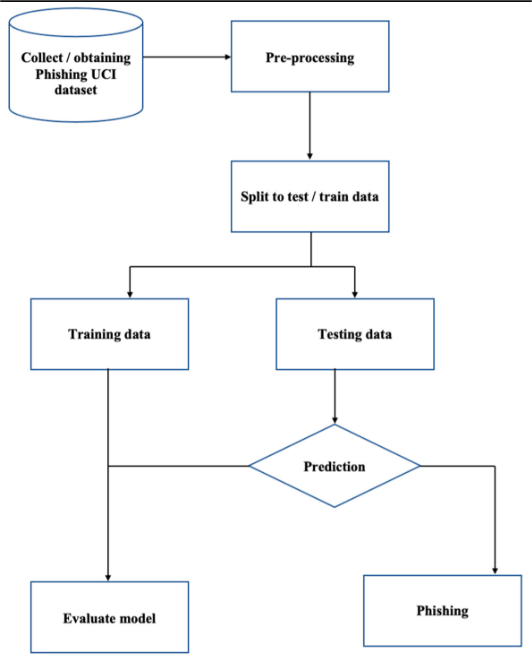 Collect / obtaining
Phishing UCI
dataset
Pre-processing
Split to test / train data
Training data
Testing data
Prediction
Evaluate model
Phishing